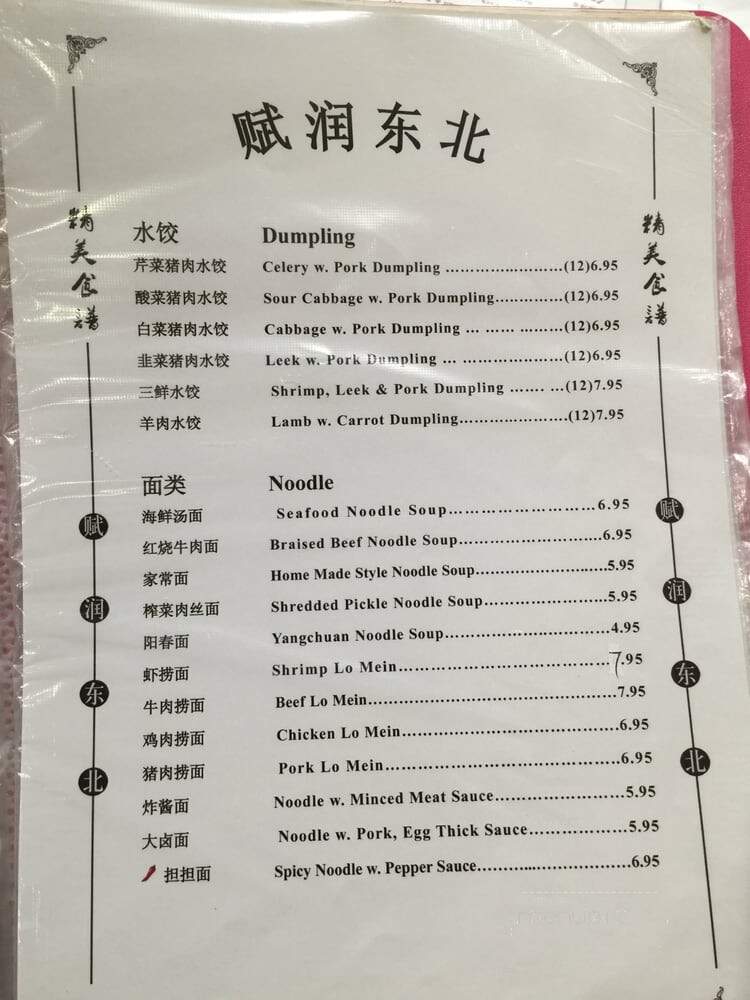 赋润东北
精美食谱
精美食谱
水饺 Dumpling
芹菜猪肉水饺 Celery w. Pork Dumpling ………………………(12)6.95
酸菜猪肉水饺 Sour Cabbage w. Pork Dumpling……………(12)6.95
白菜猪肉水饺 Cabbage w. Pork Dumpling … …… ……………(12)6.95
韭菜猪肉水饺 Leek w. Pork Dumpling … ……………………(12)6.95
三鲜水饺 Shrimp, Leek & Pork Dumpling ……. …(12)7.95
羊肉水饺 Lamb w. Carrot Dumpling………………………(12)7.95
面类 Noodle
海鲜汤面 Seafood Noodle Soup…………………………6.95
红烧牛肉面 Braised Beef Noodle Soup…………………………6.95
家常面 Home Made Style Noodle Soup…………………………5.95
榨菜肉丝面 Shredded Pickle Noodle Soup…………………………5.95
阳春面 Yangchuan Noodle Soup…………………………4.95
虾捞面 Shrimp Lo Mein…………………………7.95
牛肉捞面 Beef Lo Mein…………………………7.95
鸡肉捞面 Chicken Lo Mein…………………………6.95
猪肉捞面 Pork Lo Mein…………………………6.95
炸酱面 Noodle w. Minced Meat Sauce…………………5.95
大卤面 Noodle w. Pork, Egg Thick Sauce………………5.95
担担面 Spicy Noodle w. Pepper Sauce……………………6.95
赋润东北
赋润东北